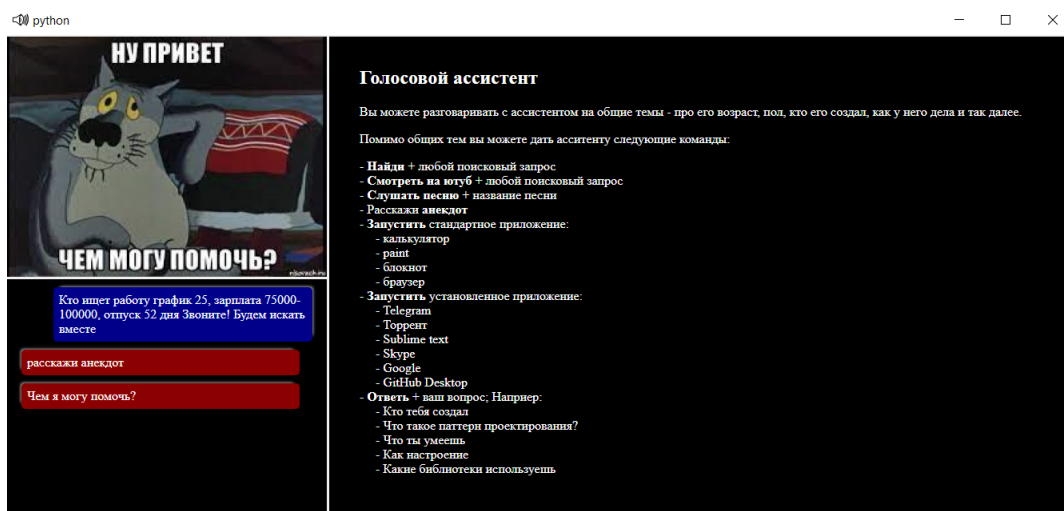 python
НУ ПРИВЕТ
ЧЕМ МОГУ ПОМОЧЬ?
risovach.ru
Кто ищет работу график 25, зарплата 75000-
100000, отпуск 52 дня Звоните! Будем искать
вместе
расскажи анекдот
Чем я могу помочь?
Голосовой ассистент
Вы можете разговаривать с ассистентом на общие темы - про его возраст, пол, кто его создал, как у него дела и так далее.
Помимо общих тем вы можете дать асситенту следующие команды:
- Найди + любой поисковый запрос
- Смотреть на ютуб + любой поисковый запрос
- Слушать песню + название песни
- Расскажи анекдот
- Запустить стандартное приложение:
- калькулятор
- paint
- блокнот
- браузер
- Запустить установленное приложение:
- Telegram
- Торрент
- Sublime text
- Skype
- Google
- GitHub Desktop
- Ответь + ваш вопрос; Наприер:
- Кто тебя создал
- Что такое паттерн проектирования?
- Что ты умеешь
- Как настроение
- Какие библиотеки используешь